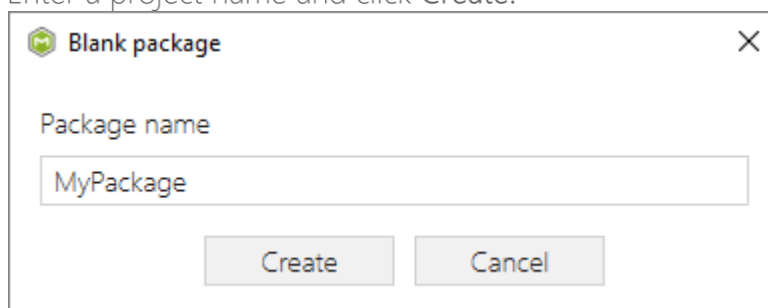 Enter a project name and click Create.
Blank package
Package name
MyPackage
Create Cancel